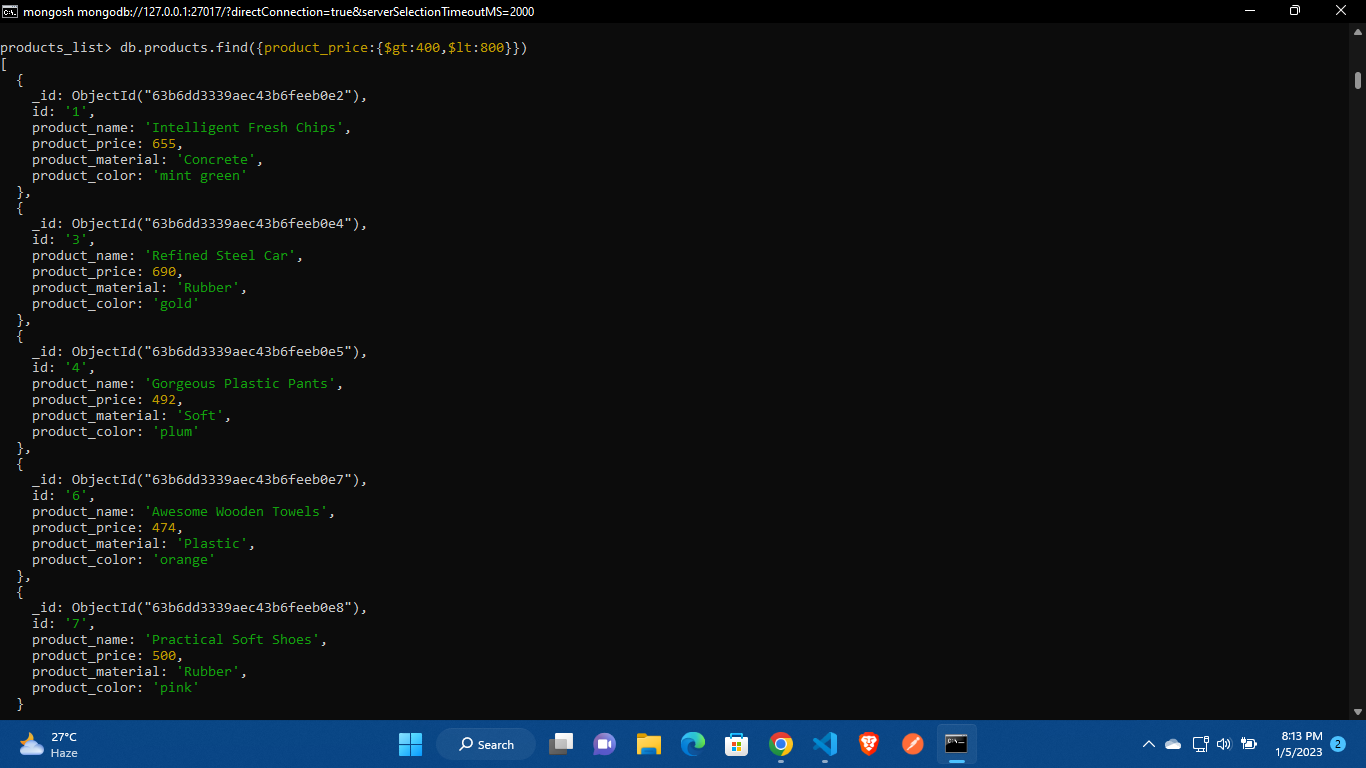 mongosh mongodb://127.0.0.1:27017/?directConnection=true&serverSelectionTimeoutMS=2000
products_list> db.products.find({product_price:{$gt:400,$lt:800}})
[
  {
    _id: ObjectId("63b6dd3339aec43b6feeb0e2"),
    id: '1',
    product_name: 'Intelligent Fresh Chips',
    product_price: 655,
    product_material: 'Concrete',
    product_color: 'mint green'
  },
  {
    _id: ObjectId("63b6dd3339aec43b6feeb0e4"),
    id: '3',
    product_name: 'Refined Steel Car',
    product_price: 690,
    product_material: 'Rubber',
    product_color: 'gold'
  },
  {
    _id: ObjectId("63b6dd3339aec43b6feeb0e5"),
    id: '4',
    product_name: 'Gorgeous Plastic Pants',
    product_price: 492,
    product_material: 'Soft',
    product_color: 'plum'
  },
  {
    _id: ObjectId("63b6dd3339aec43b6feeb0e7"),
    id: '6',
    product_name: 'Awesome Wooden Towels',
    product_price: 474,
    product_material: 'Plastic',
    product_color: 'orange'
  },
  {
    _id: ObjectId("63b6dd3339aec43b6feeb0e8"),
    id: '7',
    product_name: 'Practical Soft Shoes',
    product_price: 500,
    product_material: 'Rubber',
    product_color: 'pink'
  }
27°C
Haze
Search
8:13 PM
1/5/2023
2